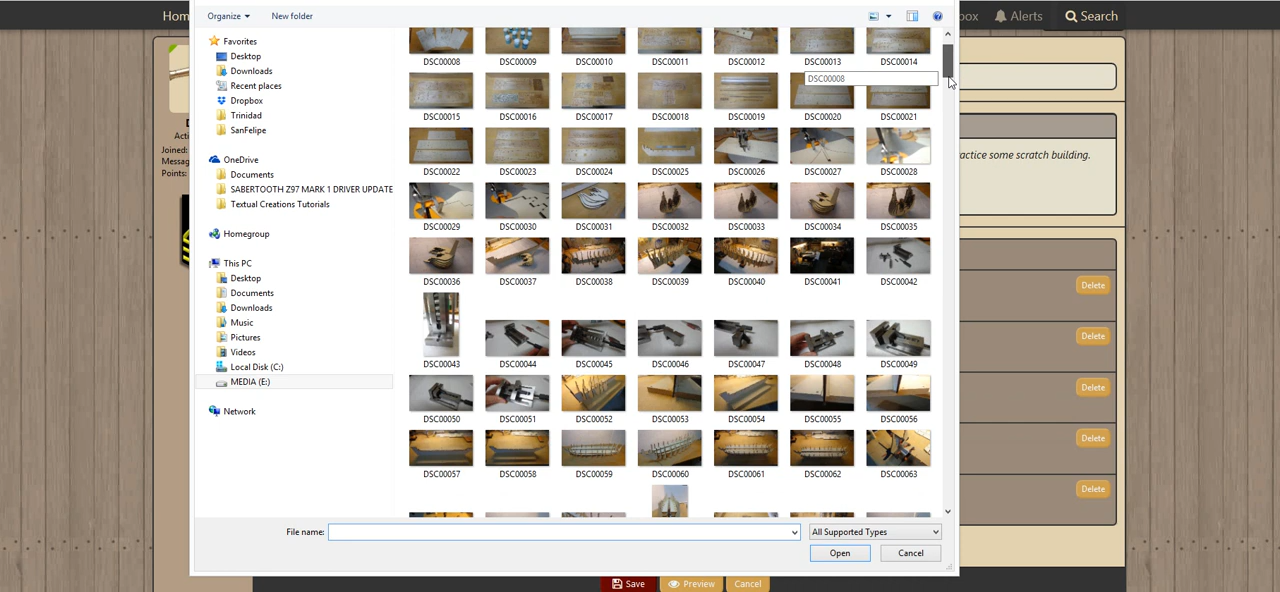 Hom
box
Alerts
Search
Organize
New folder
Favorites
Desktop
Downloads
Recent places
Dropbox
Trinidad
SanFelipe
OneDrive
Documents
SABERTOOTH Z97 MARK 1 DRIVER UPDATE
Textual Creations Tutorials
Homegroup
This PC
Desktop
Documents
Downloads
Music
Pictures
Videos
Local Disk (C:)
MEDIA (E:)
Network
DSC00008 DSC00009 DSC00010 DSC00011 DSC00012 DSC00013 DSC00014
DSC00008
DSC00015 DSC00016 DSC00017 DSC00018 DSC00019 DSC00020 DSC00021
DSC00022 DSC00023 DSC00024 DSC00025 DSC00026 DSC00027 DSC00028
DSC00029 DSC00030 DSC00031 DSC00032 DSC00033 DSC00034 DSC00035
DSC00036 DSC00037 DSC00038 DSC00039 DSC00040 DSC00041 DSC00042
DSC00043 DSC00044 DSC00045 DSC00046 DSC00047 DSC00048 DSC00049
DSC00050 DSC00051 DSC00052 DSC00053 DSC00054 DSC00055 DSC00056
DSC00057 DSC00058 DSC00059 DSC00060 DSC00061 DSC00062 DSC00063
File name:
All Supported Types
Open
Cancel
Acti
Joined:
Messag
Points:
actice some scratch building.
Delete
Delete
Delete
Delete
Delete
Save
Preview
Cancel